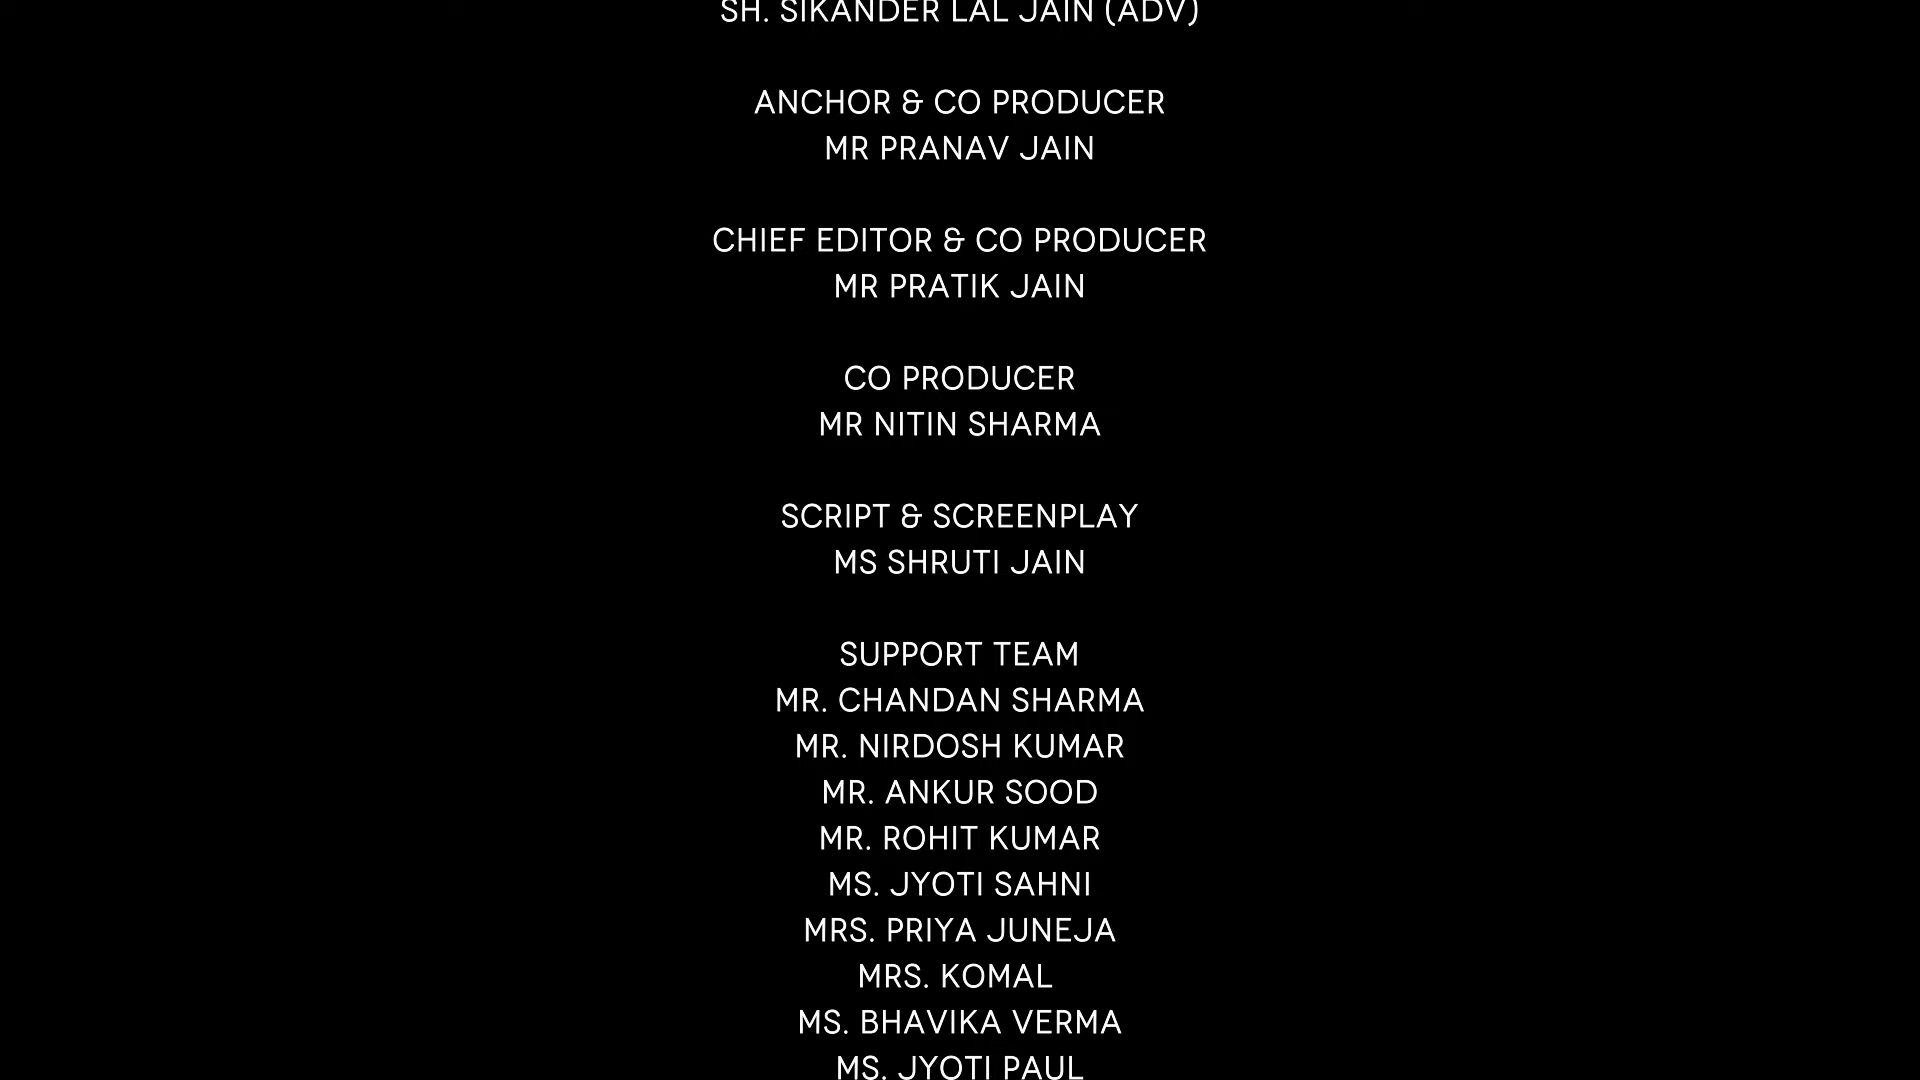 SH. SIKANDER LAL JAIN (ADV)
ANCHOR & CO PRODUCER
MR PRANAV JAIN
CHIEF EDITOR & CO PRODUCER
MR PRATIK JAIN
CO PRODUCER
MR NITIN SHARMA
SCRIPT & SCREENPLAY
MS SHRUTI JAIN
SUPPORT TEAM
MR. CHANDAN SHARMA
MR. NIRDOSH KUMAR
MR. ANKUR SOOD
MR. ROHIT KUMAR
MS. JYOTI SAHNI
MRS. PRIYA JUNEJA
MRS. KOMAL
MS. BHAVIKA VERMA
MS. JYOTI PAUL